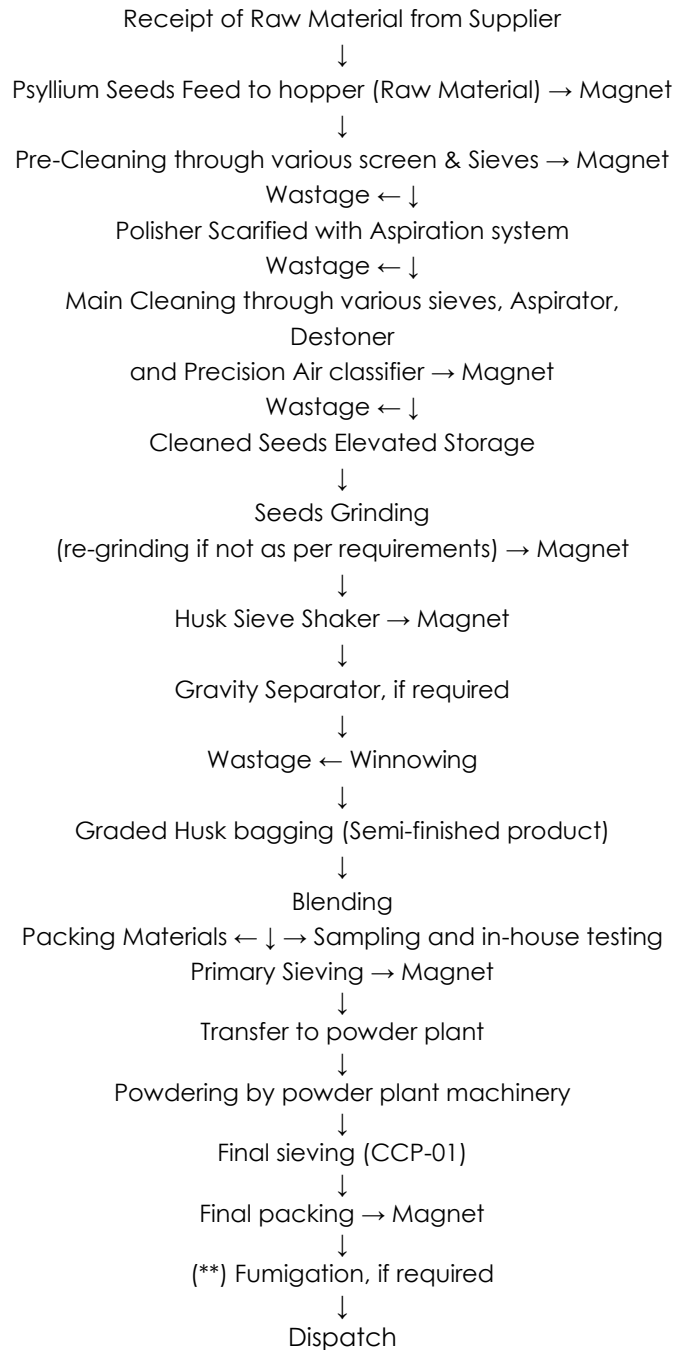 Receipt of Raw Material from Supplier
↓
Psyllium Seeds Feed to hopper (Raw Material) → Magnet
↓
Pre-Cleaning through various screen & Sieves → Magnet
Wastage ← ↓
Polisher Scarified with Aspiration system
Wastage ← ↓
Main Cleaning through various sieves, Aspirator,
Destoner
and Precision Air classifier → Magnet
Wastage ← ↓
Cleaned Seeds Elevated Storage
↓
Seeds Grinding
(re-grinding if not as per requirements) → Magnet
↓
Husk Sieve Shaker → Magnet
↓
Gravity Separator, if required
↓
Wastage ← Winnowing
↓
Graded Husk bagging (Semi-finished product)
↓
Blending
Packing Materials ← ↓ → Sampling and in-house testing
Primary Sieving → Magnet
↓
Transfer to powder plant
↓
Powdering by powder plant machinery
↓
Final sieving (CCP-01)
↓
Final packing → Magnet
↓
(**) Fumigation, if required
↓
Dispatch